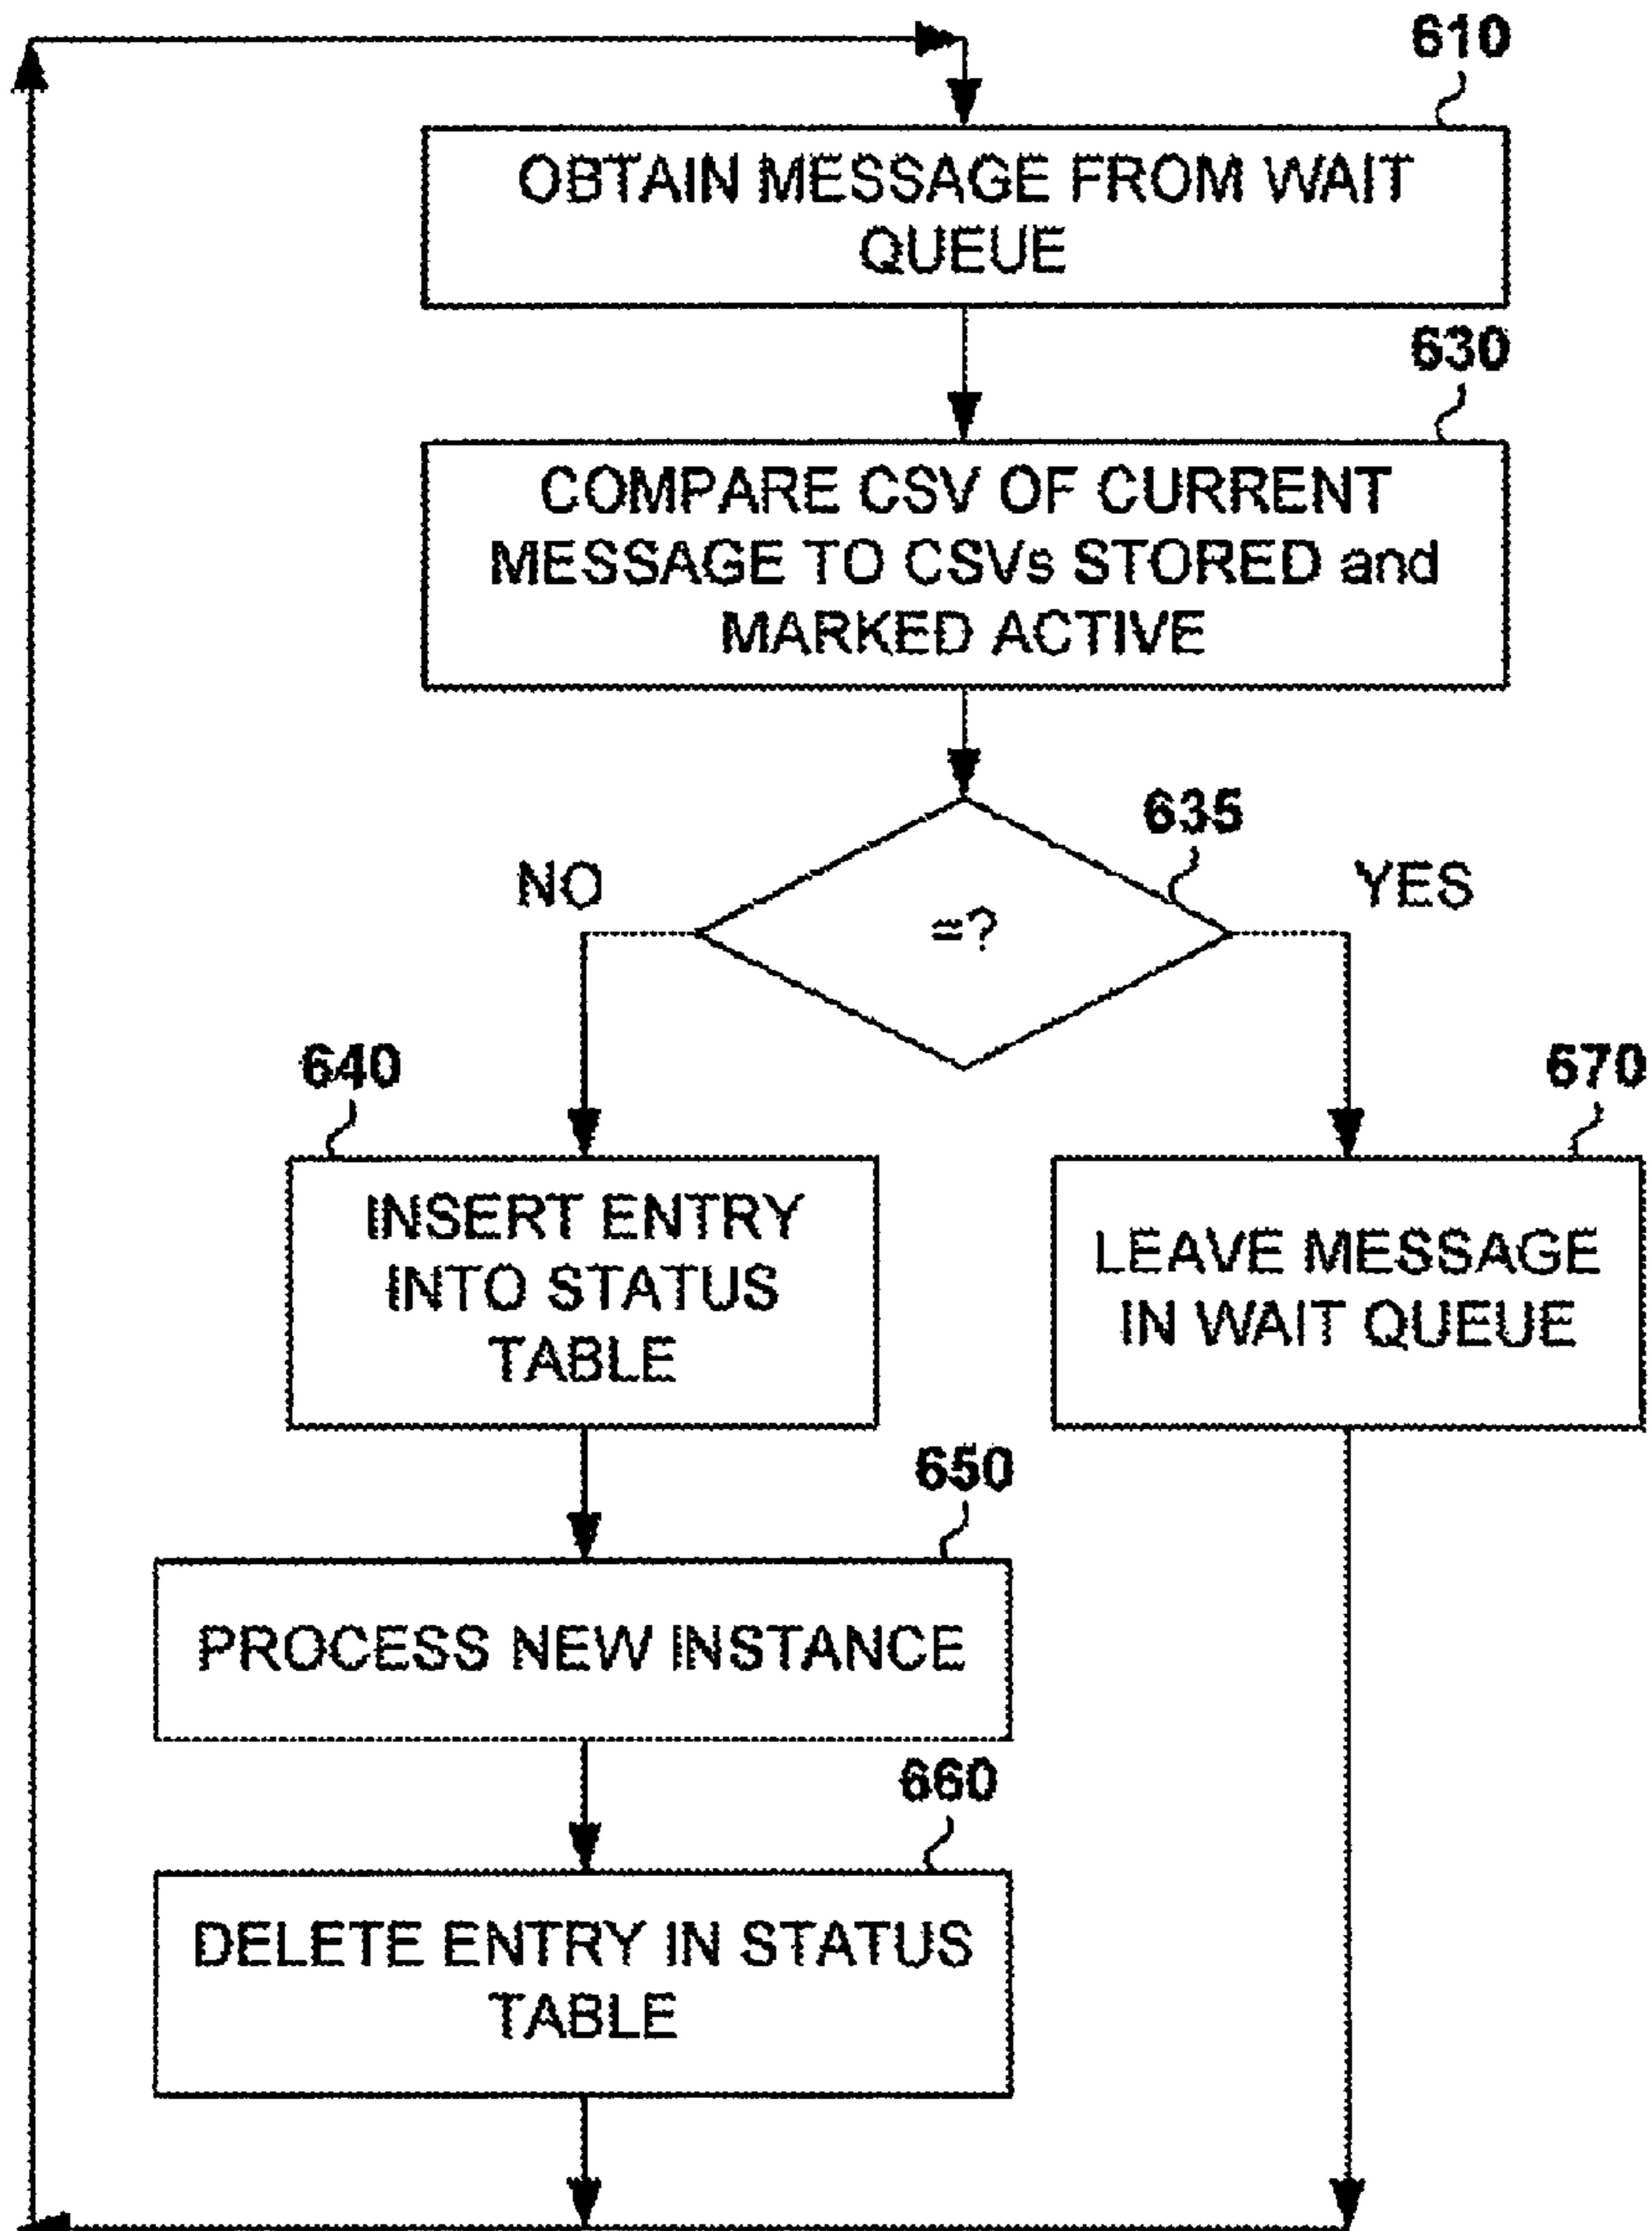 610
OBTAIN MESSAGE FROM WAIT
QUEUE
630
COMPARE CSV OF CURRENT
MESSAGE TO CSVs STORED and
MARKED ACTIVE
635
NO
YES
=?
640
670
INSERT ENTRY
INTO STATUS
TABLE
LEAVE MESSAGE
IN WAIT QUEUE
650
PROCESS NEW INSTANCE
660
DELETE ENTRY IN STATUS
TABLE